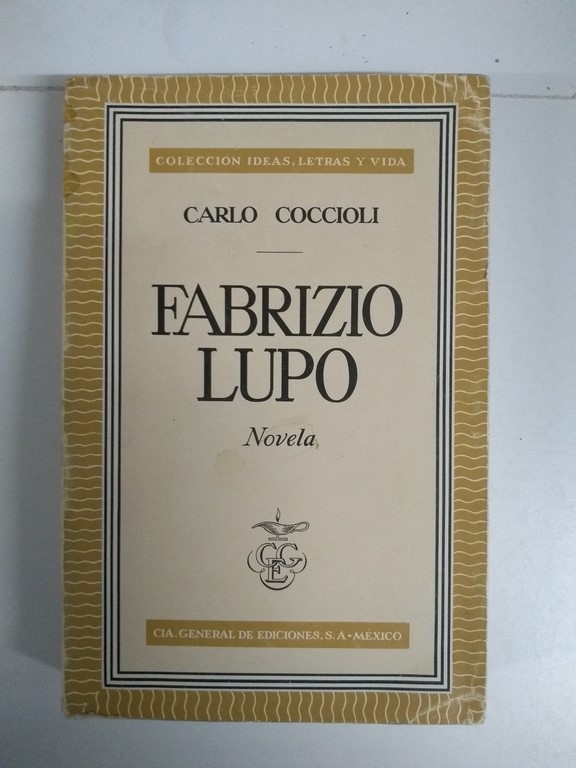 COLECCIÓN IDEAS, LETRAS Y VIDA
CARLO COCCIOLI
FABRIZIO
LUPO
Novela
CGE
CIA. GENERAL DE EDICIONES, S. A - MÉXICO